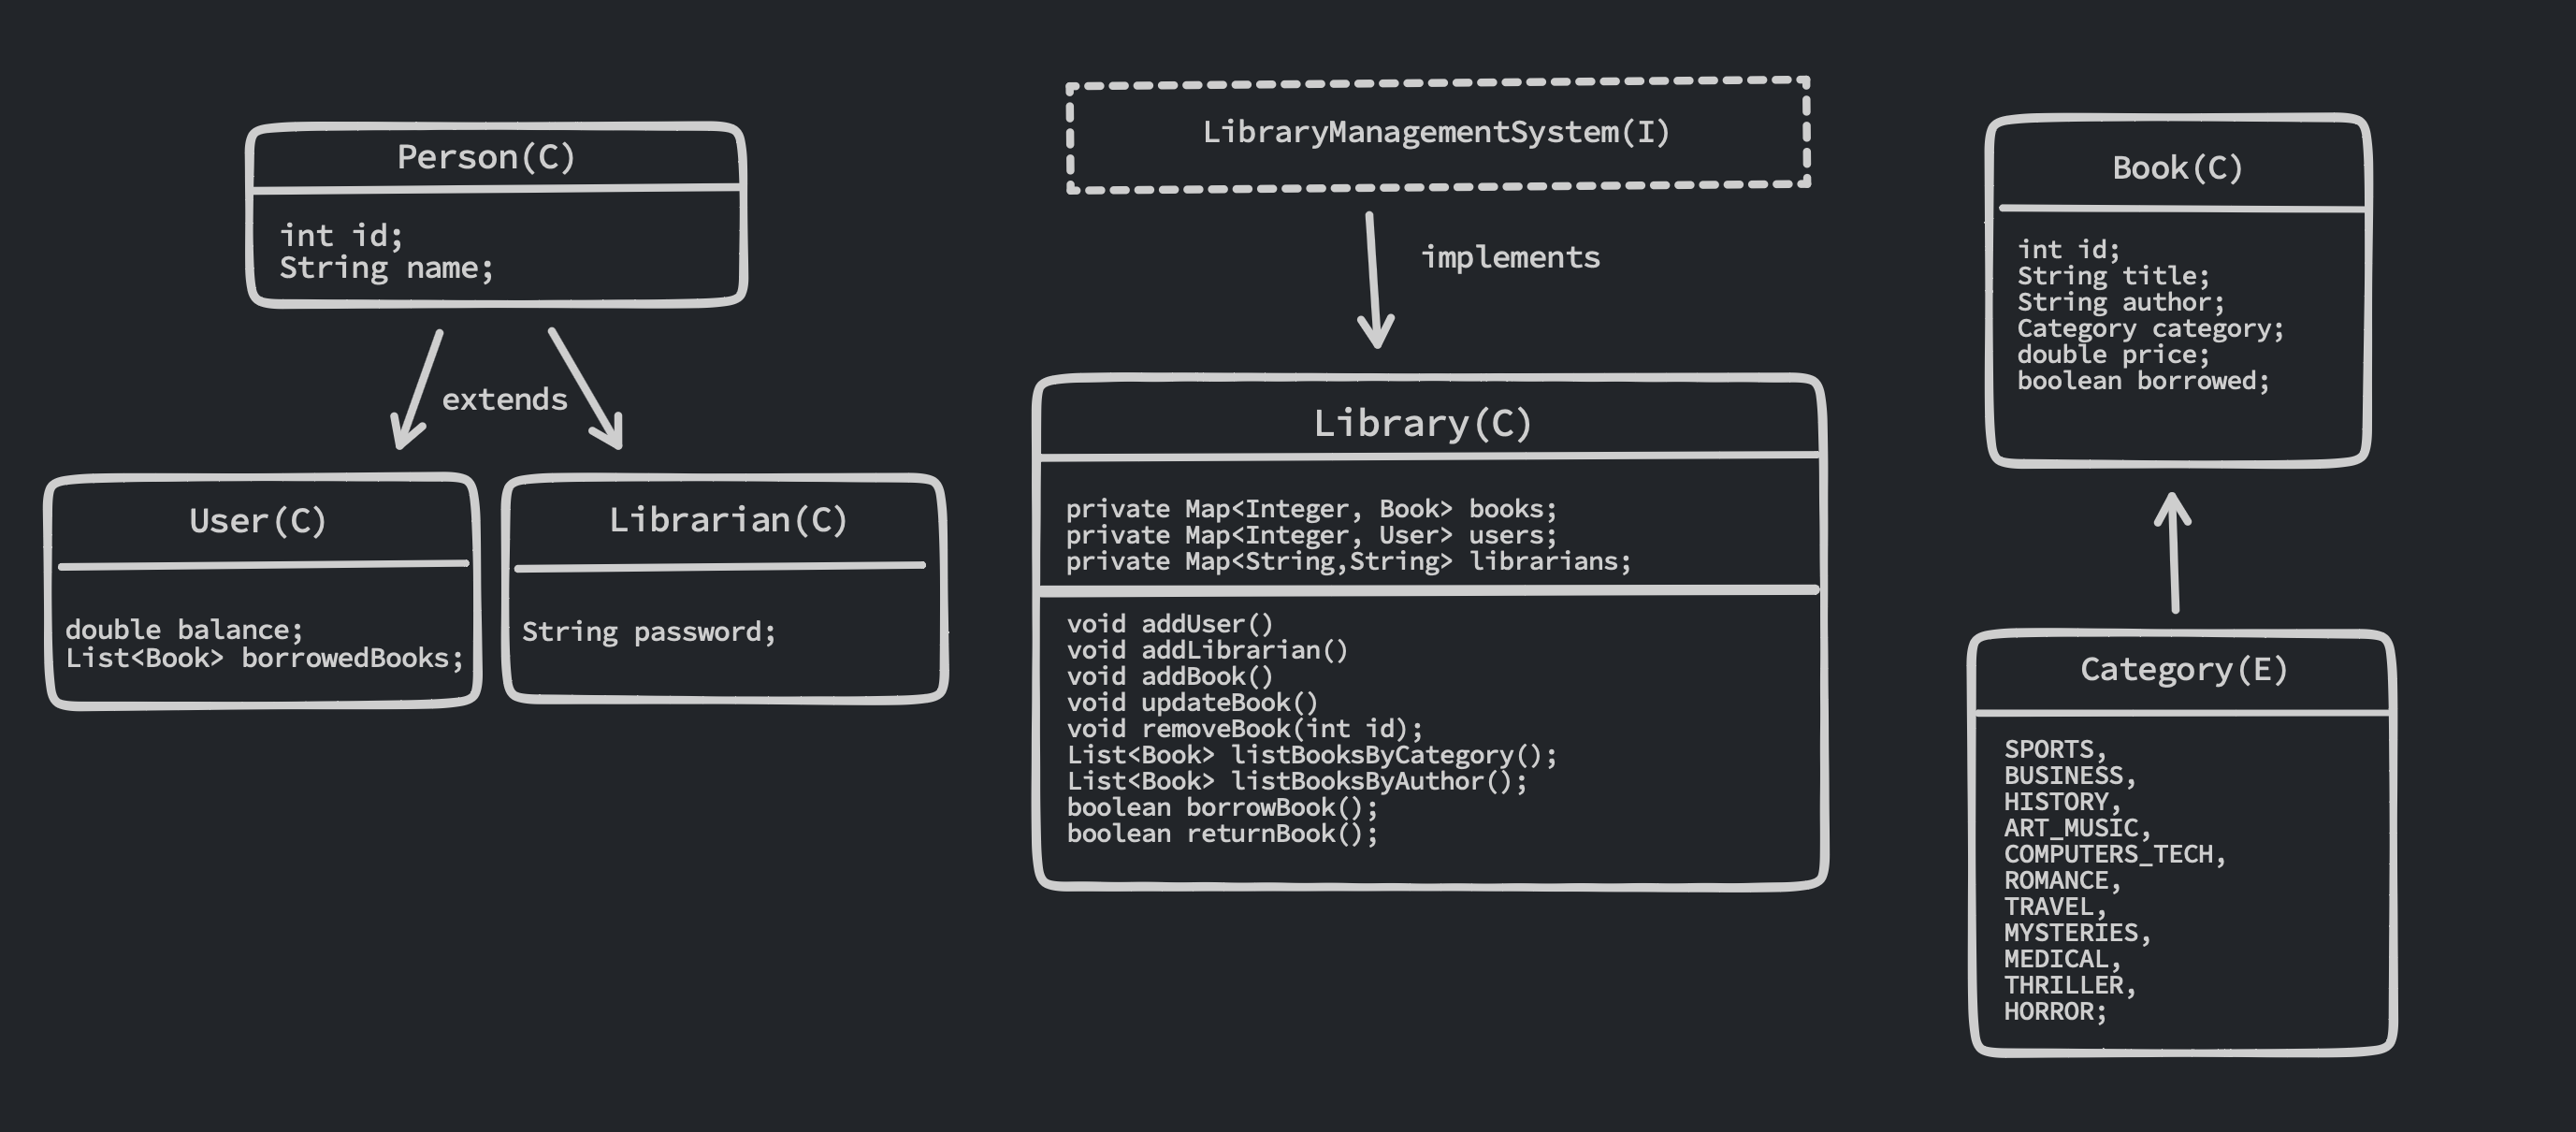 Person(C)
int id;
String name;
extends
User(C)
double balance;
List<Book> borrowedBooks;
Librarian(C)
String password;
LibraryManagementSystem(I)
implements
Library(C)
private Map<Integer, Book> books;
private Map<Integer, User> users;
private Map<String,String> librarians;
void addUser()
void addLibrarian()
void addBook()
void updateBook()
void removeBook(int id);
List<Book> listBooksByCategory();
List<Book> listBooksByAuthor();
boolean borrowBook();
boolean returnBook();
Book(C)
int id;
String title;
String author;
Category category;
double price;
boolean borrowed;
Category(E)
SPORTS,
BUSINESS,
HISTORY,
ART_MUSIC,
COMPUTERS_TECH,
ROMANCE,
TRAVEL,
MYSTERIES,
MEDICAL,
THRILLER,
HORROR;